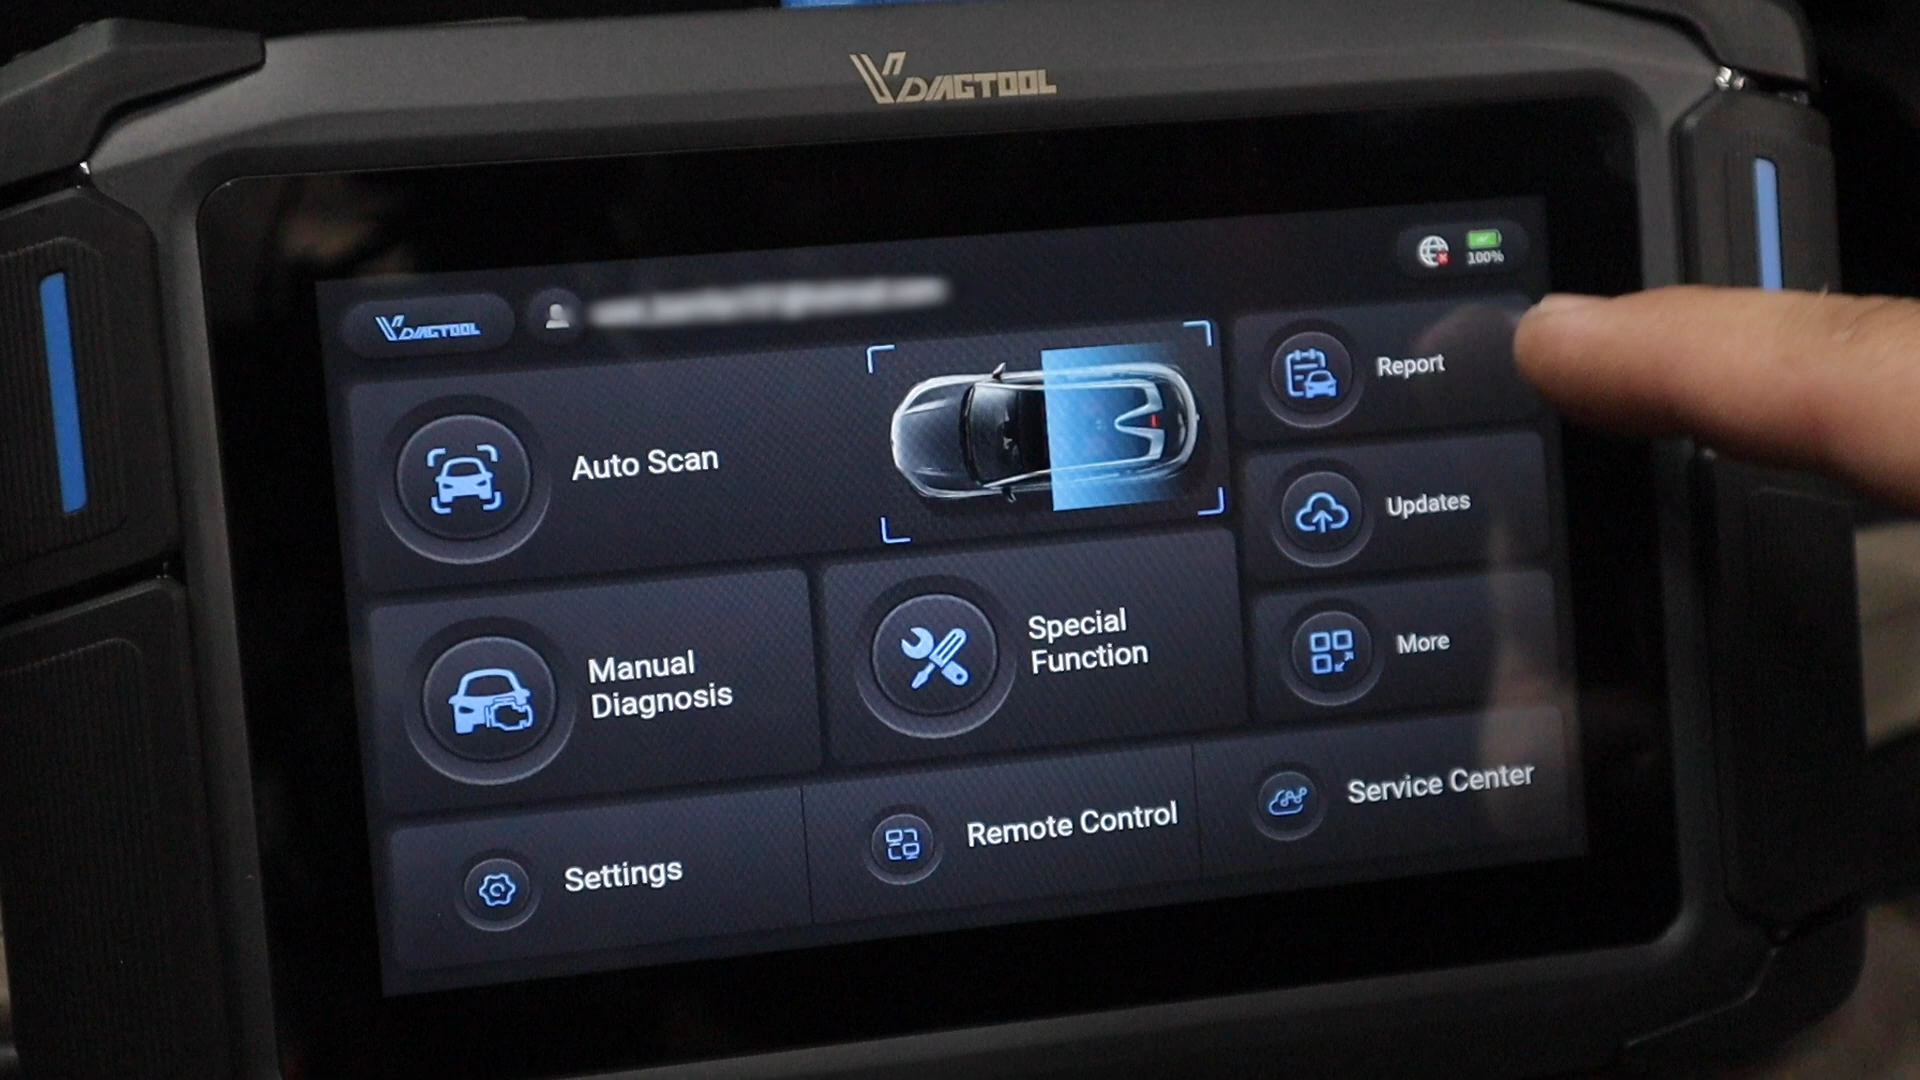 VDIAGTOOL
100%
VDIAGTOOL
Auto Scan
Report
Updates
Manual
Diagnosis
Special
Function
More
Settings
Remote Control
Service Center